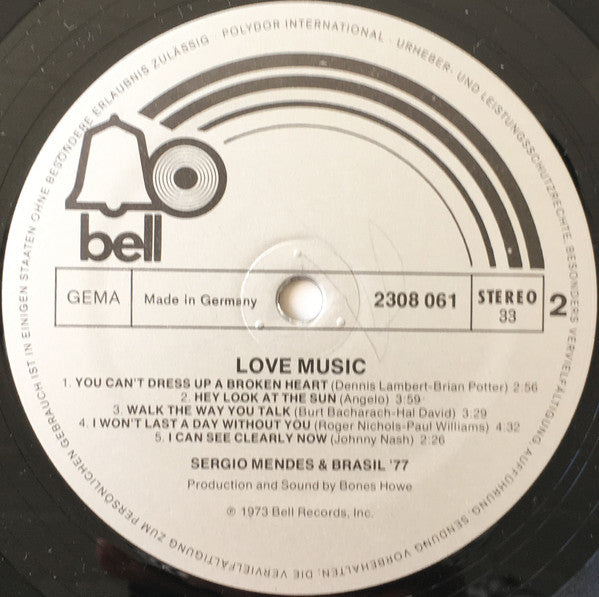 POLYDOR INTERNATIONAL · URHEBER- UND LEISTUNGSSCHUTZRECHTE, BESONDERS VERVIELFÄLTIGUNG, AUFFÜHRUNG, SENDUNG VORBEHALTEN. DIE VERVIELFÄLTIGUNG ZUM PERSÖNLICHEN GEBRAUCH IST IN EINIGEN STAATEN OHNE BESONDERE ERLAUBNIS ZULÄSSIG ·
bell
GEMA Made in Germany 2308 061 STEREO 2
33
LOVE MUSIC
1. YOU CAN'T DRESS UP A BROKEN HEART (Dennis Lambert-Brian Potter) 2:56
2. HEY LOOK AT THE SUN (Angelo) 3:59
3. WALK THE WAY YOU TALK (Burt Bacharach-Hal David) 3:29
4. I WON'T LAST A DAY WITHOUT YOU (Roger Nichols-Paul Williams) 4:32
5. I CAN SEE CLEARLY NOW (Johnny Nash) 2:26
SERGIO MENDES & BRASIL '77
Production and Sound by Bones Howe
℗ 1973 Bell Records, Inc.